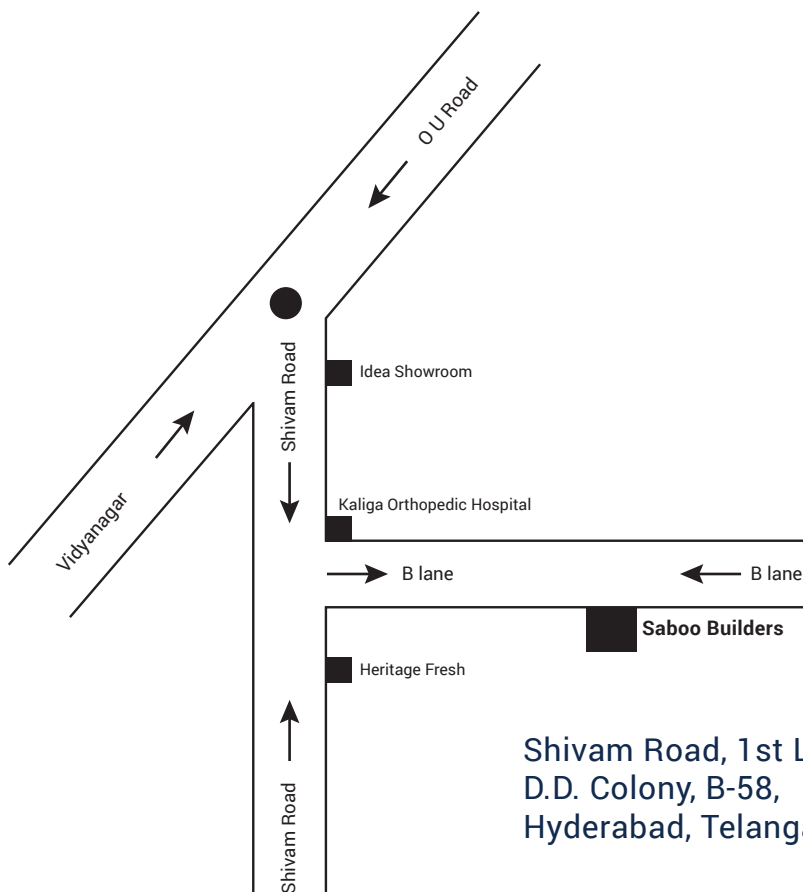 O U Road
Shivam Road
Idea Showroom
Vidyanagar
Kaliga Orthopedic Hospital
B lane
B lane
Saboo Builders
Heritage Fresh
Shivam Road
Shivam Road, 1st
D.D. Colony, B-58,
Hyderabad,